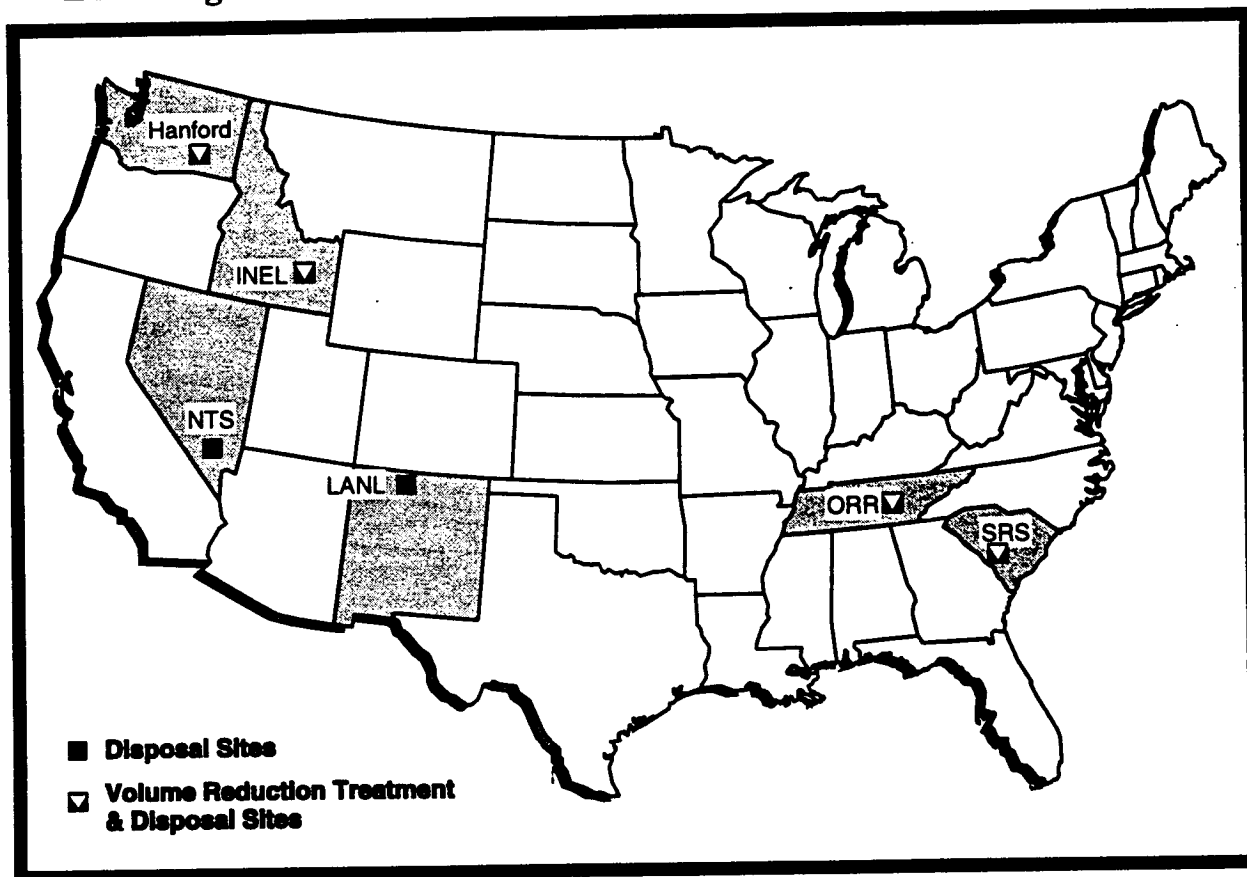 Hanford
INEL
NTS
LANL
ORR
SRS
Disposal Sites
Volume Reduction Treatment
& Disposal Sites